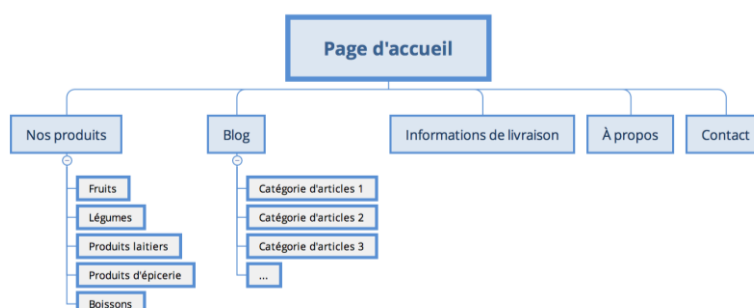 Page d'accueil
Nos produits
Blog
Informations de livraison
À propos
Contact
Fruits
Légumes
Produits laitiers
Produits d'épicerie
Boissons
Catégorie d'articles 1
Catégorie d'articles 2
Catégorie d'articles 3
...